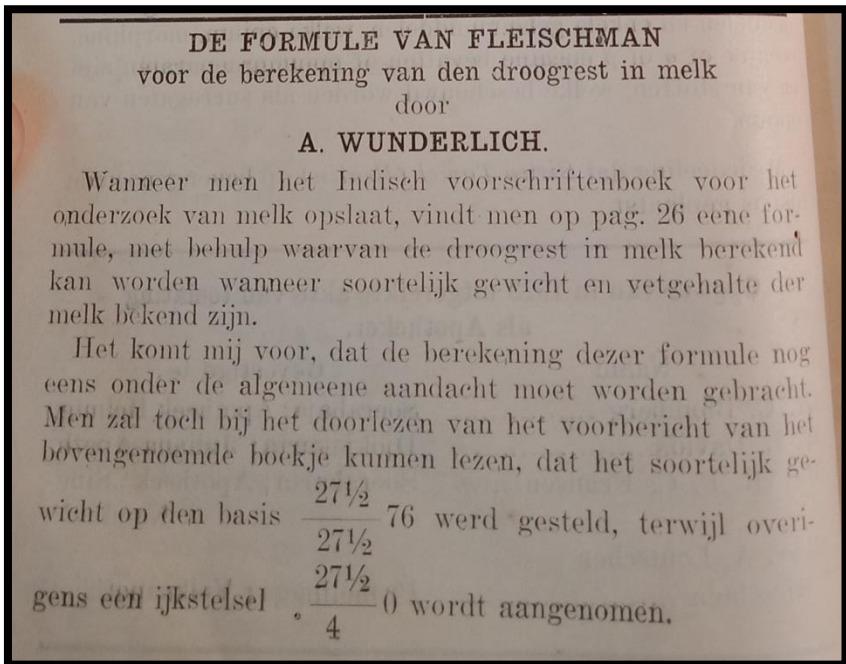 DE FORMULE VAN FLEISCHMAN
voor de berekening van den droogrest in melk
door
A. WUNDERLICH.
Wanneer men het Indisch voorschriftenboek voor het
onderzoek van melk opslaat, vindt men op pag. 26 eene for-
mule, met behulp waarvan de droogrest in melk berekend
kan worden wanneer soortelijk gewicht en vetgehalte der
melk bekend zijn.
Het komt mij voor, dat de berekening dezer formule nog
eens onder de algemeene aandacht moet worden gebracht.
Men zal toch bij het doorlezen van het voorbericht van het
bovengenoemde boekje kunnen lezen, dat het soortelijk ge-
wicht op den basis 27½/27½ 76 werd gesteld, terwijl overi-
gens een ijkstelsel 27½/4 0 wordt aangenomen.